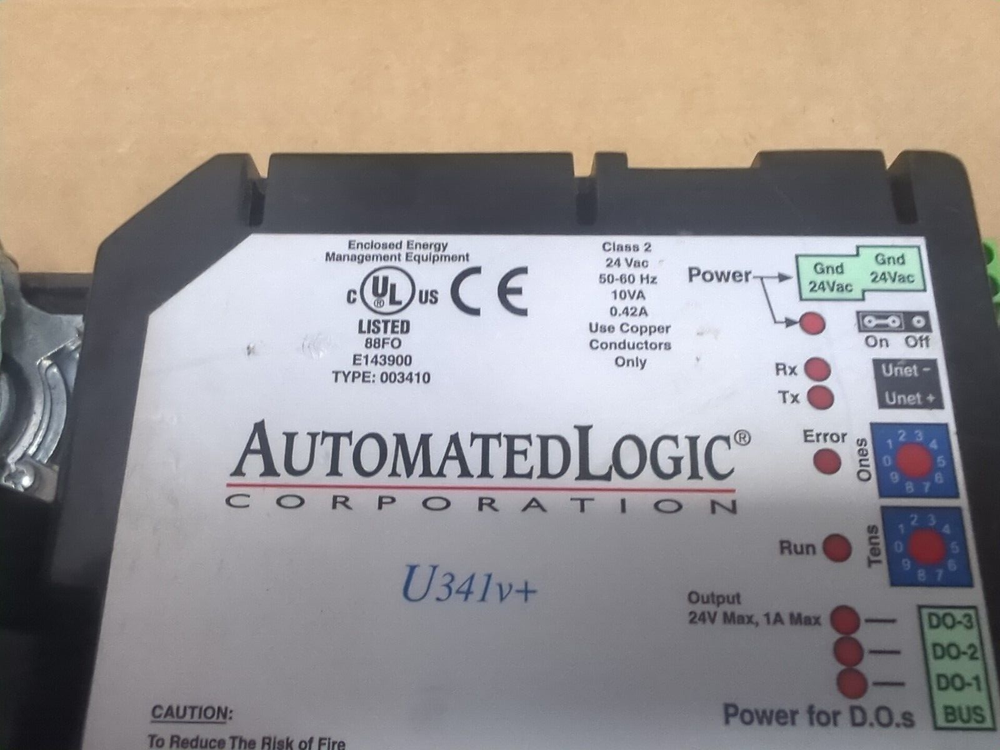 Enclosed Energy
Management Equipment
C UL ® US CE
LISTED
88FO
E143900
TYPE: 003410
Class 2
24 Vac
50-60 Hz
10VA
0.42A
Use Copper
Conductors
Only
Power
Gnd
24Vac
Gnd
24Vac
On Off
Rx
Tx
Unet -
Unet +
Error
Ones
0 1 2 3 4 5 6 7 8 9
AUTOMATEDLOGIC®
CORPORATION
Run
Tens
0 1 2 3 4 5 6 7 8 9
U341v+
Output
24V Max, 1A Max
DO-3
DO-2
DO-1
Power for D.O.s
BUS
CAUTION:
To Reduce The Risk of Fire